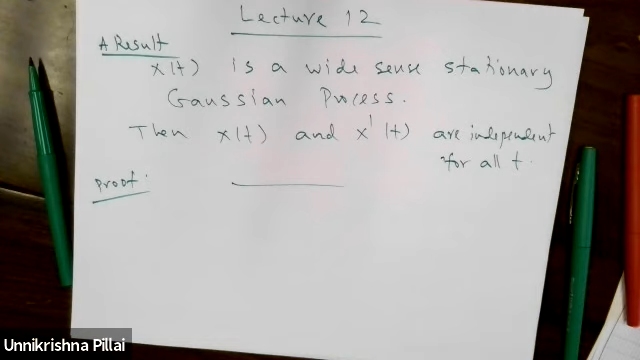 Lecture 12
A Result
X(t) is a wide sense stationary
Gaussian Process.
Then X(t) and X'(t) are independent
for all t.
Proof:
Unnikrishna Pillai